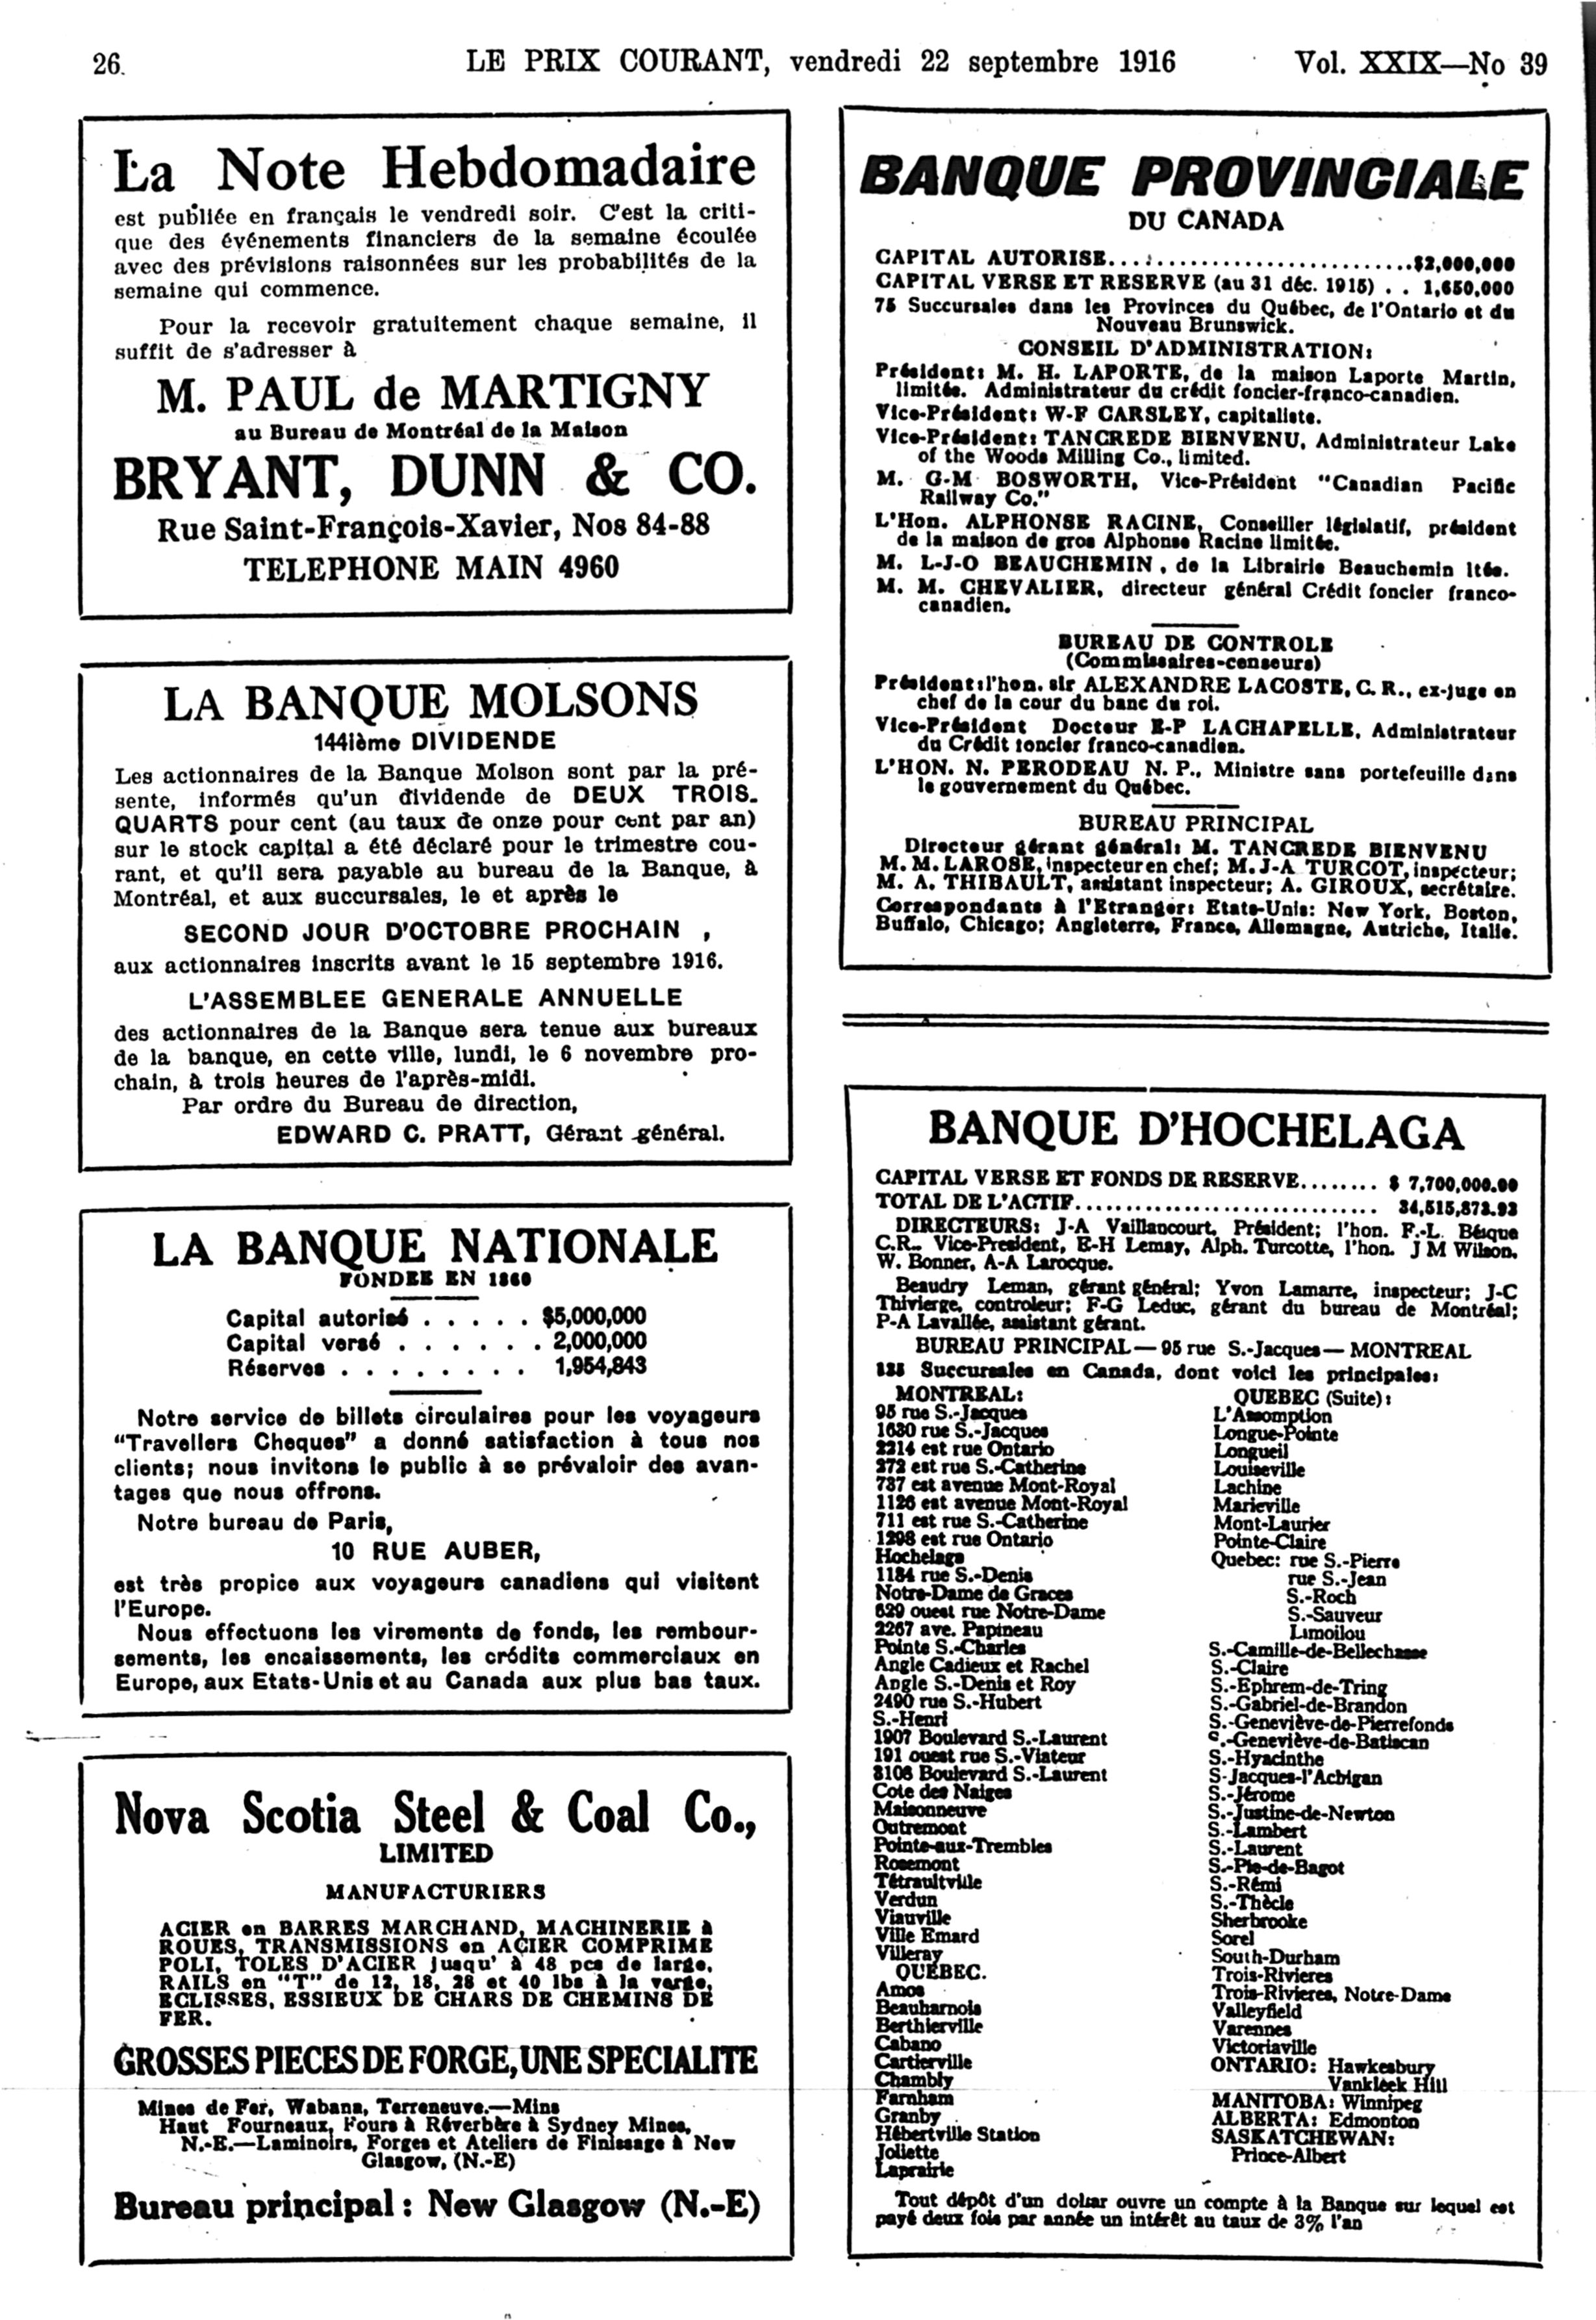 26.
LE PRIX COURANT, vendredi 22 septembre 1916
Vol. XXIX—No 39
La Note Hebdomadaire
est publiée en français le vendredi soir. C'est la criti-
que des événements financiers de la semaine écoulée
avec des prévisions raisonnées sur les probabilités de la
semaine qui commence.
Pour la recevoir gratuitement chaque semaine, il
suffit de s'adresser à
M. PAUL de MARTIGNY
au Bureau de Montréal de la Maison
BRYANT, DUNN & CO.
Rue Saint-François-Xavier, Nos 84-88
TELEPHONE MAIN 4960
LA BANQUE MOLSONS
144ième DIVIDENDE
Les actionnaires de la Banque Molson sont par la pré-
sente, informés qu'un dividende de DEUX TROIS-
QUARTS pour cent (au taux de onze pour cent par an)
sur le stock capital a été déclaré pour le trimestre cou-
rant, et qu'il sera payable au bureau de la Banque, à
Montréal, et aux succursales, le et après le
SECOND JOUR D'OCTOBRE PROCHAIN ,
aux actionnaires inscrits avant le 15 septembre 1916.
L'ASSEMBLEE GENERALE ANNUELLE
des actionnaires de la Banque sera tenue aux bureaux
de la banque, en cette ville, lundi, le 6 novembre pro-
chain, à trois heures de l'après-midi.
Par ordre du Bureau de direction,
EDWARD C. PRATT, Gérant général.
LA BANQUE NATIONALE
FONDEE EN 1860
Capital autorisé . . . . . $5,000,000
Capital versé . . . . . . . 2,000,000
Réserves . . . . . . . . 1,954,843
Notre service de billets circulaires pour les voyageurs
"Travellers Cheques" a donné satisfaction à tous nos
clients; nous invitons le public à se prévaloir des avan-
tages que nous offrons.
Notre bureau de Paris,
10 RUE AUBER,
est très propice aux voyageurs canadiens qui visitent
l'Europe.
Nous effectuons les virements de fonds, les rembour-
sements, les encaissements, les crédits commerciaux en
Europe, aux Etats-Unis et au Canada aux plus bas taux.
Nova Scotia Steel & Coal Co.,
LIMITED
MANUFACTURIERS
ACIER en BARRES MARCHAND, MACHINERIE à
ROUES, TRANSMISSIONS en ACIER COMPRIME
POLI, TOLES D'ACIER jusqu' à 48 pcs de large,
RAILS en "T" de 12, 18, 28 et 40 lbs à la verge,
ECLISSES, ESSIEUX DE CHARS DE CHEMINS DE
FER.
GROSSES PIECES DE FORGE, UNE SPECIALITE
Mines de Fer, Wabana, Terreneuve.—Mins
Haut Fourneaux, Fours à Réverbère à Sydney Mines,
N.-E.—Laminoirs, Forges et Ateliers de Finissage à New
Glasgow, (N.-E)
Bureau principal : New Glasgow (N.-E)
BANQUE PROVINCIALE
DU CANADA
CAPITAL AUTORISE..............................$2,000,000
CAPITAL VERSE ET RESERVE (au 31 déc. 1915) . . 1,650,000
75 Succursales dans les Provinces du Québec, de l'Ontario et du
Nouveau Brunswick.
CONSEIL D'ADMINISTRATION:
Président: M. H. LAPORTE, de la maison Laporte Martin,
limitée. Administrateur du crédit foncier-franco-canadien.
Vice-Président: W-F CARSLEY, capitaliste.
Vice-Président: TANCREDE BIENVENU, Administrateur Lake
of the Woods Milling Co., limited.
M. G-M BOSWORTH, Vice-Président "Canadian Pacific
Railway Co."
L'Hon. ALPHONSE RACINE, Conseiller législatif, président
de la maison de gros Alphonse Racine limitée.
M. L-J-O BEAUCHEMIN, de la Librairie Beauchemin ltée.
M. M. CHEVALIER, directeur général Crédit foncier franco-
canadien.
BUREAU DE CONTROLE
(Commissaires-censeurs)
Président: l'hon. sir ALEXANDRE LACOSTE, C. R., ex-juge en
chef de la cour du banc du roi.
Vice-Président Docteur E-P LACHAPELLE, Administrateur
du Crédit foncier franco-canadien.
L'HON. N. PERODEAU N. P., Ministre sans portefeuille dans
le gouvernement du Québec.
BUREAU PRINCIPAL
Directeur gérant général: M. TANCREDE BIENVENU
M. M. LAROSE, inspecteur en chef; M. J-A TURCOT, inspecteur;
M. A. THIBAULT, assistant inspecteur; A. GIROUX, secrétaire.
Correspondants à l'Etranger: Etats-Unis: New York, Boston,
Buffalo, Chicago; Angleterre, France, Allemagne, Autriche, Italie.
BANQUE D'HOCHELAGA
CAPITAL VERSE ET FONDS DE RESERVE........ $ 7,700,000.00
TOTAL DE L'ACTIF.............................. 34,515,873.93
DIRECTEURS: J-A Vaillancourt, Président; l'hon. F.-L. Béique
C.R.. Vice-President, E-H Lemay, Alph. Turcotte, l'hon. J M Wilson,
W. Bonner, A-A Larocque.
Beaudry Leman, gérant général; Yvon Lamarre, inspecteur; J-C
Thivierge, controleur; F-G Leduc, gérant du bureau de Montréal;
P-A Lavallée, assistant gérant.
BUREAU PRINCIPAL—95 rue S.-Jacques—MONTREAL
135 Succursales en Canada, dont voici les principales:
MONTREAL:
95 rue S.-Jacques
1630 rue S.-Jacques
2214 est rue Ontario
272 est rue S.-Catherine
737 est avenue Mont-Royal
1126 est avenue Mont-Royal
711 est rue S.-Catherine
1298 est rue Ontario
Hochelaga
1184 rue S.-Denis
Notre-Dame de Graces
629 ouest rue Notre-Dame
2267 ave. Papineau
Pointe S.-Charles
Angle Cadieux et Rachel
Angle S.-Denis et Roy
2490 rue S.-Hubert
S.-Henri
1907 Boulevard S.-Laurent
191 ouest rue S.-Viateur
3108 Boulevard S.-Laurent
Cote des Naiges
Maisonneuve
Outremont
Pointe-aux-Trembles
Rosemont
Tétraultville
Verdun
Viauville
Ville Emard
Villeray
QUEBEC.
Amos
Beauharnois
Berthierville
Cabano
Cartierville
Chambly
Farnham
Granby
Hébertville Station
Joliette
Laprairie
QUEBEC (Suite):
L'Assomption
Longue-Pointe
Longueil
Louiseville
Lachine
Marieville
Mont-Laurier
Pointe-Claire
Quebec: rue S.-Pierre
rue S.-Jean
S.-Roch
S.-Sauveur
Limoilou
S.-Camille-de-Bellechasse
S.-Claire
S.-Ephrem-de-Tring
S.-Gabriel-de-Brandon
S.-Geneviève-de-Pierrefonds
S.-Geneviève-de-Batiscan
S.-Hyacinthe
S-Jacques-l'Achigan
S.-Jérome
S.-Justine-de-Newton
S.-Lambert
S.-Laurent
S.-Pie-de-Bagot
S.-Rémi
S.-Thècle
Sherbrooke
Sorel
South-Durham
Trois-Rivieres
Trois-Rivieres, Notre-Dame
Valleyfield
Varennes
Victoriaville
ONTARIO: Hawkesbury
Vankleek Hill
MANITOBA: Winnipeg
ALBERTA: Edmonton
SASKATCHEWAN:
Prince-Albert
Tout dépôt d'un dollar ouvre un compte à la Banque sur lequel est
payé deux fois par année un intérêt au taux de 3% l'an